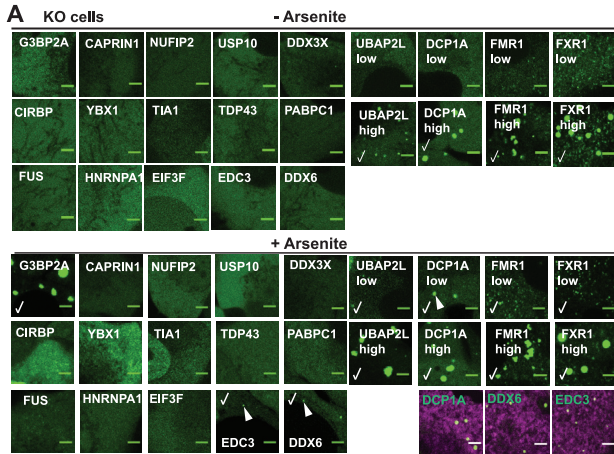 A KO cells - Arsenite
G3BP2A CAPRIN1 NUFIP2 USP10 DDX3X UBAP2L low DCP1A low FMR1 low FXR1 low
CIRBP YBX1 TIA1 TDP43 PABPC1 UBAP2L high DCP1A high FMR1 high FXR1 high
✓ ✓ ✓ ✓
FUS HNRNPA1 EIF3F EDC3 DDX6
+ Arsenite
G3BP2A CAPRIN1 NUFIP2 USP10 DDX3X UBAP2L low DCP1A low FMR1 low FXR1 low
✓ ✓ ✓ ✓ ✓
CIRBP YBX1 TIA1 TDP43 PABPC1 UBAP2L high DCP1A high FMR1 high FXR1 high
✓ ✓ ✓ ✓
FUS HNRNPA1 EIF3F ✓ EDC3 ✓ DDX6 DCP1A DDX6 EDC3